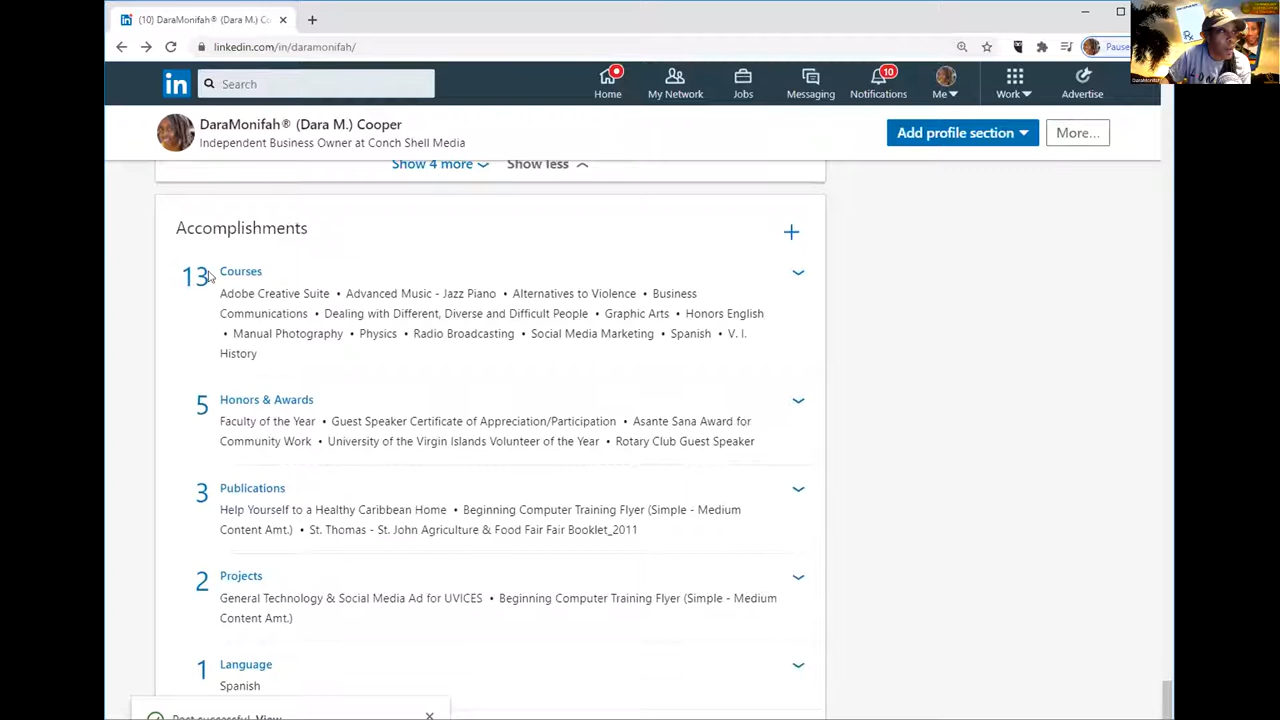 (10) DaraMonifah® (Dara M.) Co
linkedin.com/in/daramonifah/
Paused
in
Search
10
Home
My Network
Jobs
Messaging
Notifications
Me
Work
Advertise
DaraMonifah® (Dara M.) Cooper
Independent Business Owner at Conch Shell Media
Add profile section
More...
Show 4 more
Show less
Accomplishments
13 Courses
Adobe Creative Suite • Advanced Music - Jazz Piano • Alternatives to Violence • Business
Communications • Dealing with Different, Diverse and Difficult People • Graphic Arts • Honors English
• Manual Photography • Physics • Radio Broadcasting • Social Media Marketing • Spanish • V. I.
History
5 Honors & Awards
Faculty of the Year • Guest Speaker Certificate of Appreciation/Participation • Asante Sana Award for
Community Work • University of the Virgin Islands Volunteer of the Year • Rotary Club Guest Speaker
3 Publications
Help Yourself to a Healthy Caribbean Home • Beginning Computer Training Flyer (Simple - Medium
Content Amt.) • St. Thomas - St. John Agriculture & Food Fair Fair Booklet_2011
2 Projects
General Technology & Social Media Ad for UVICES • Beginning Computer Training Flyer (Simple - Medium
Content Amt.)
1 Language
Spanish
Post successful. View